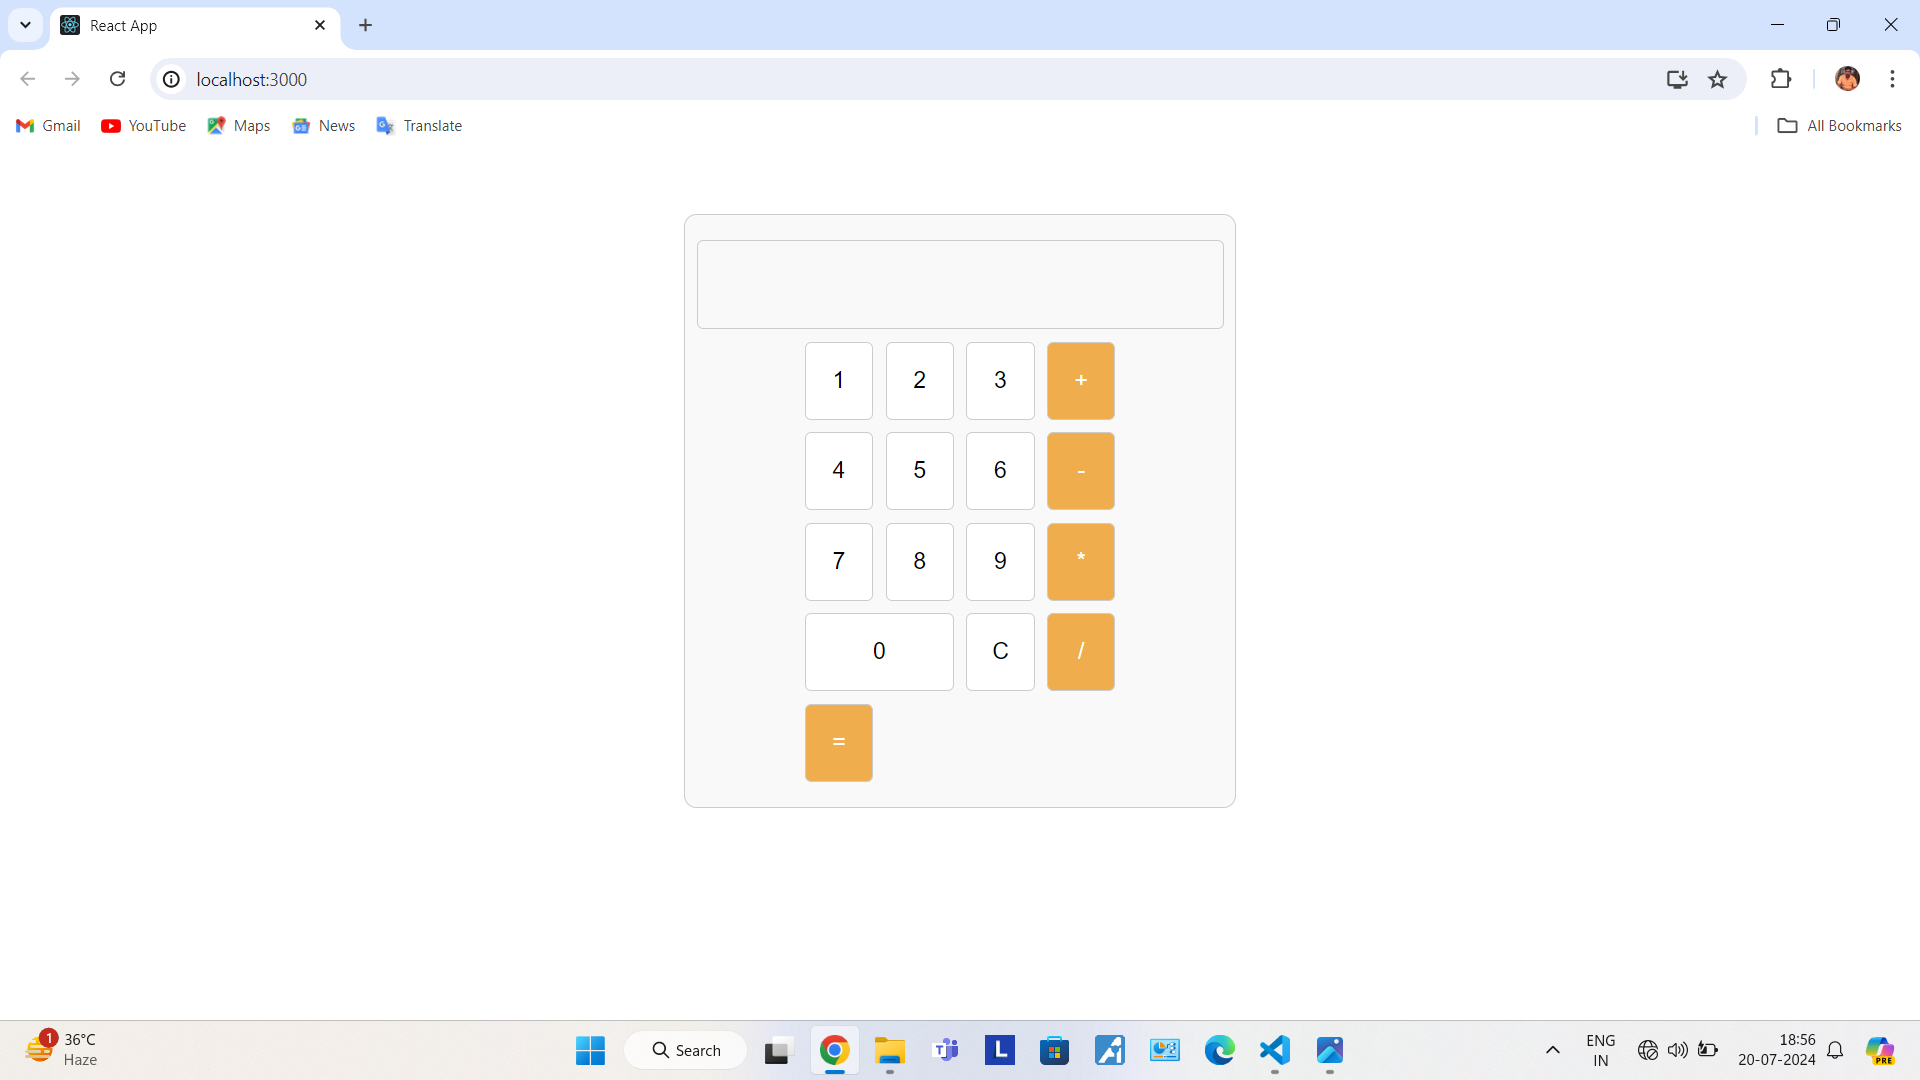 React App
localhost:3000
Gmail
YouTube
Maps
News
Translate
All Bookmarks
1 2 3 +
4 5 6 -
7 8 9 *
0 C /
=
1
36°C
Haze
Search
L
ENG
IN
18:56
20-07-2024
PRE